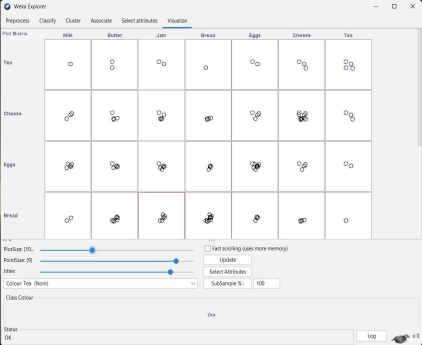 Weka Explorer
Preprocess Classify Cluster Associate Select attributes Visualize
Plot Matrix Milk Butter Jam Bread Eggs Cheese Tea
Tea
Cheese
Eggs
Bread
PlotSize: [10... Fast scrolling (uses more memory)
PointSize: [9] Update
Jitter: Select Attributes
Colour: Tea (Nom) SubSample % : 100
Class Colour
Status
OK Log x 0